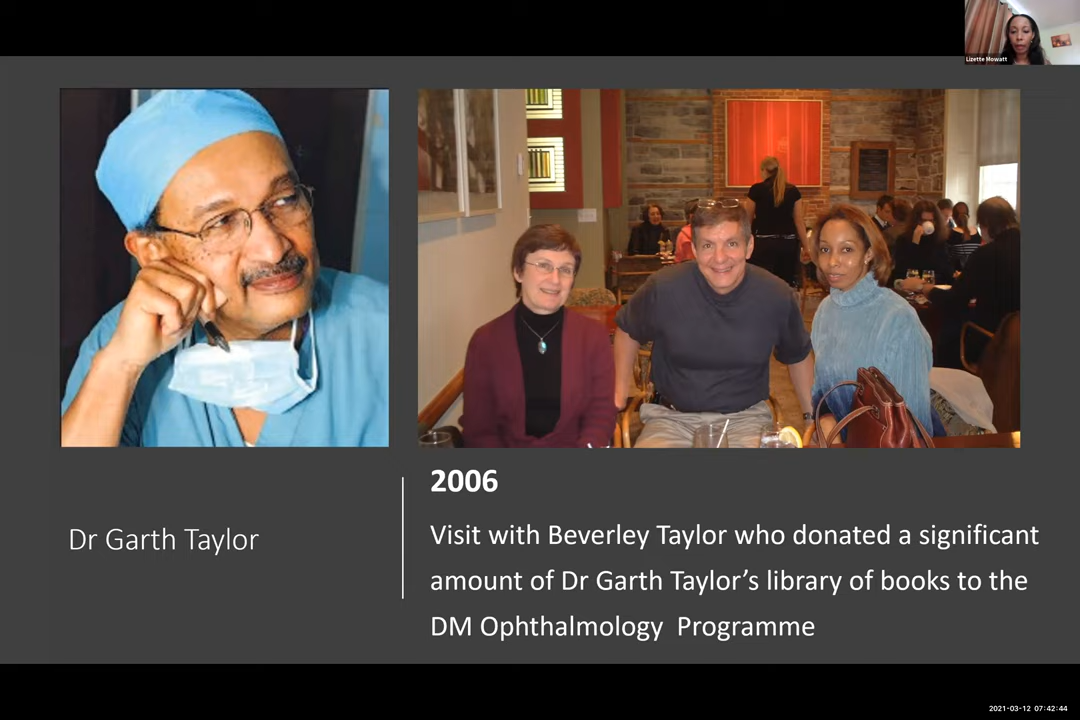 Lizette Mowatt
2006
Dr Garth Taylor
Visit with Beverley Taylor who donated a significant
amount of Dr Garth Taylor’s library of books to the
DM Ophthalmology  Programme
2021-03-12 07:42:44